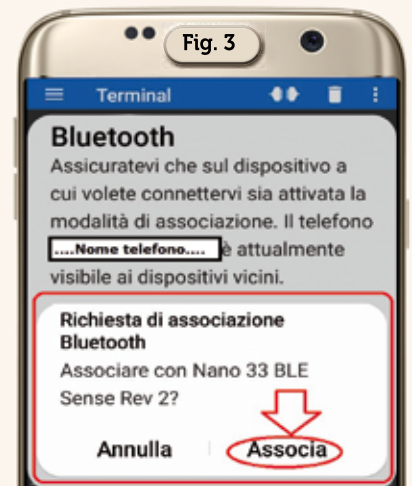 Fig. 3
Terminal
Bluetooth
Assicuratevi che sul dispositivo a
cui volete connettervi sia attivata la
modalità di associazione. Il telefono
....Nome telefono.... è attualmente
visibile ai dispositivi vicini.
Richiesta di associazione
Bluetooth
Associare con Nano 33 BLE
Sense Rev 2?
Annulla Associa